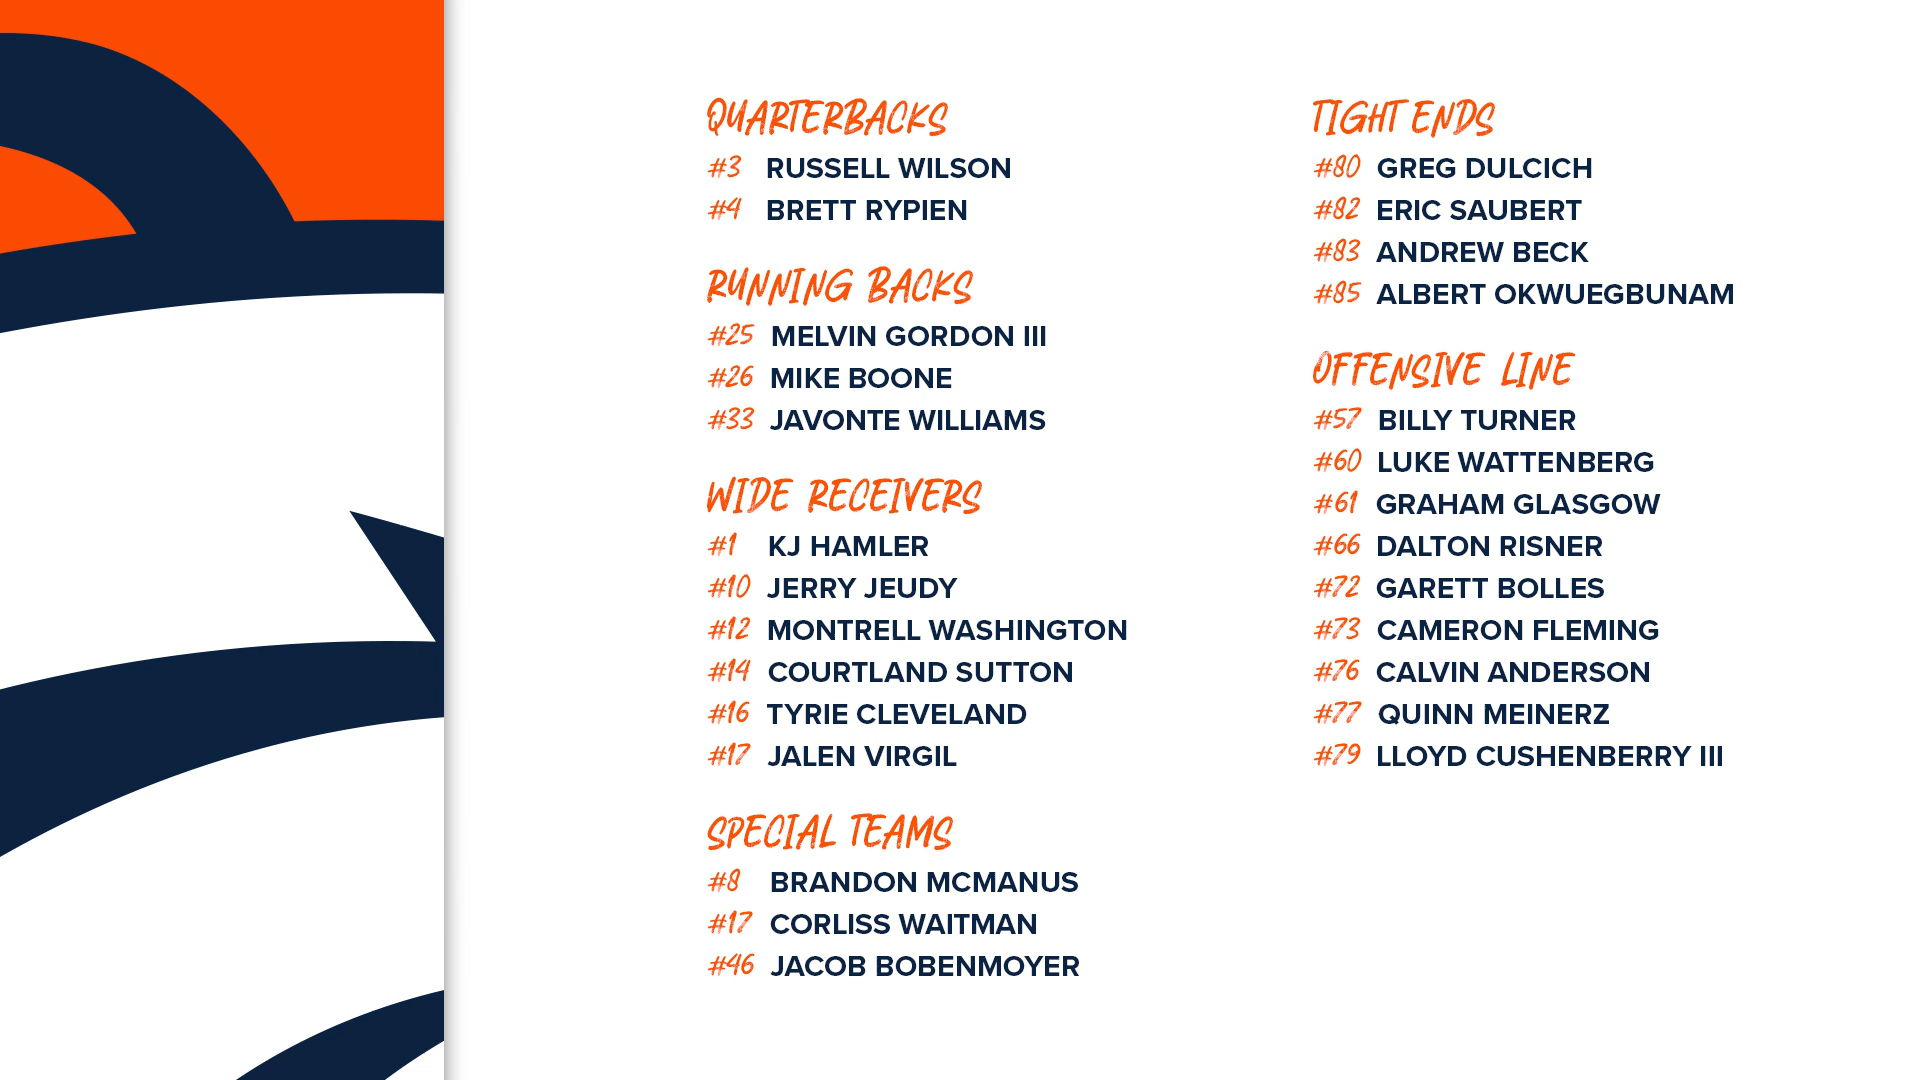 QUARTERBACKS
#3 RUSSELL WILSON
#4 BRETT RYPIEN
RUNNING BACKS
#25 MELVIN GORDON III
#26 MIKE BOONE
#33 JAVONTE WILLIAMS
WIDE RECEIVERS
#1 KJ HAMLER
#10 JERRY JEUDY
#12 MONTRELL WASHINGTON
#14 COURTLAND SUTTON
#16 TYRIE CLEVELAND
#17 JALEN VIRGIL
SPECIAL TEAMS
#8 BRANDON MCMANUS
#17 CORLISS WAITMAN
#46 JACOB BOBENMOYER
TIGHT ENDS
#80 GREG DULCICH
#82 ERIC SAUBERT
#83 ANDREW BECK
#85 ALBERT OKWUEGBUNAM
OFFENSIVE LINE
#57 BILLY TURNER
#60 LUKE WATTENBERG
#61 GRAHAM GLASGOW
#66 DALTON RISNER
#72 GARETT BOLLES
#73 CAMERON FLEMING
#76 CALVIN ANDERSON
#77 QUINN MEINERZ
#79 LLOYD CUSHENBERRY III